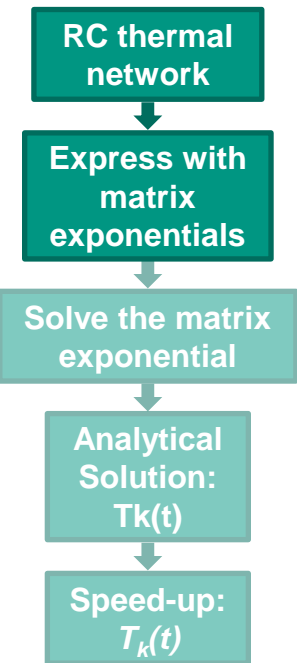 RC thermal
network
Express with
matrix
exponentials
Solve the matrix
exponential
Analytical
Solution:
Tk(t)
Speed-up:
Tₖ(t)